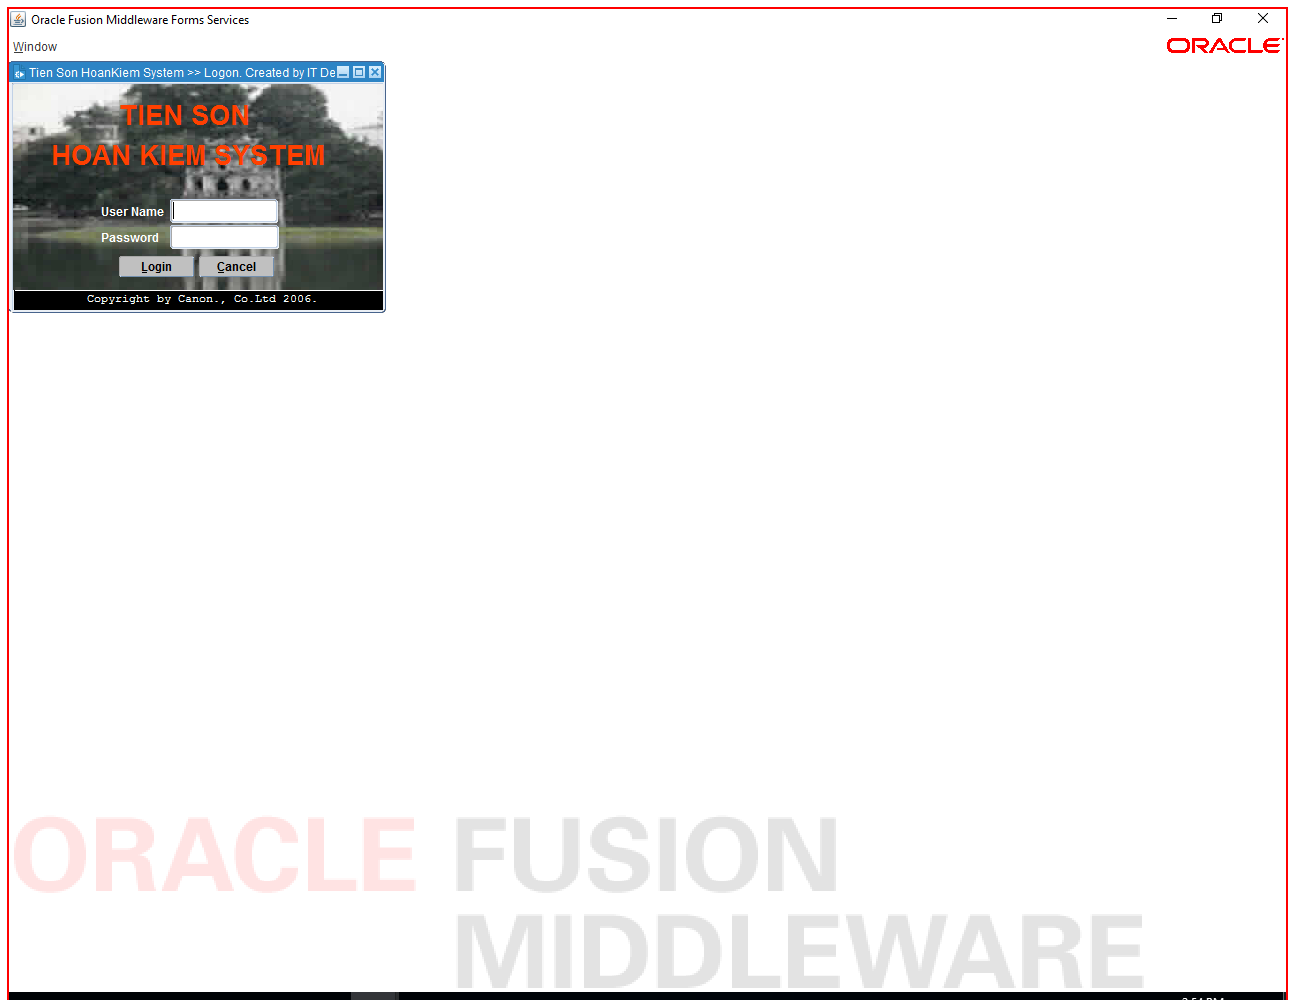 Oracle Fusion Middleware Forms Services
Window
ORACLE
Tien Son HoanKiem System >> Logon. Created by IT De
TIEN SON
HOAN KIEM SYSTEM
User Name
Password
Login Cancel
Copyright by Canon., Co.Ltd 2006.
ORACLE FUSION
MIDDLEWARE